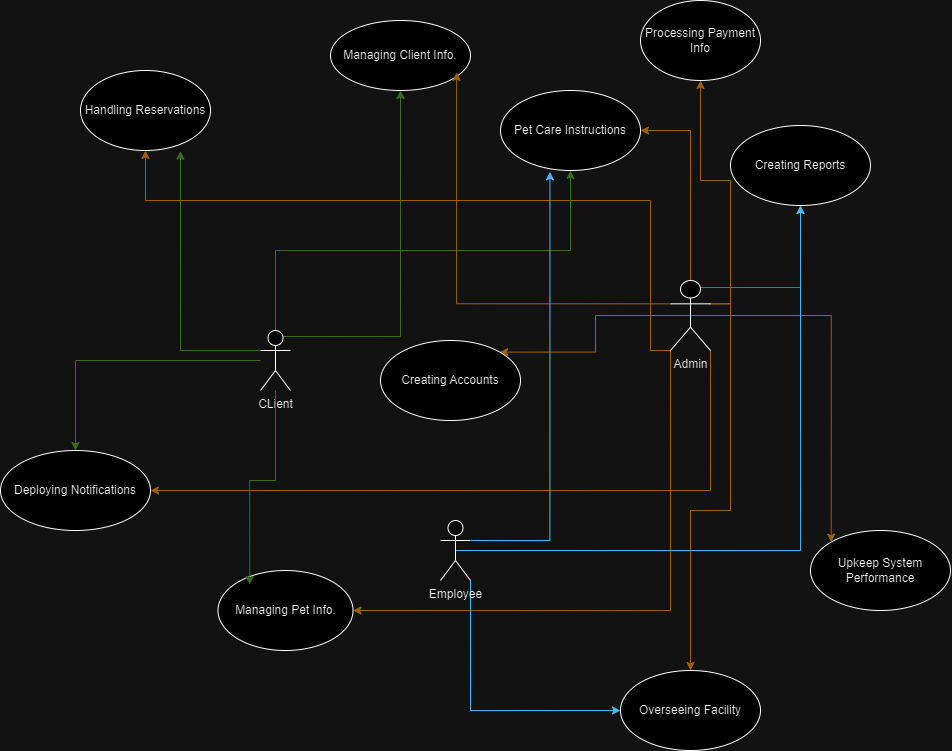 Processing Payment
Info
Managing Client Info.
Handling Reservations
Pet Care Instructions
Creating Reports
Admin
Creating Accounts
CLient
Deploying Notifications
Upkeep System
Performance
Employee
Managing Pet Info.
Overseeing Facility